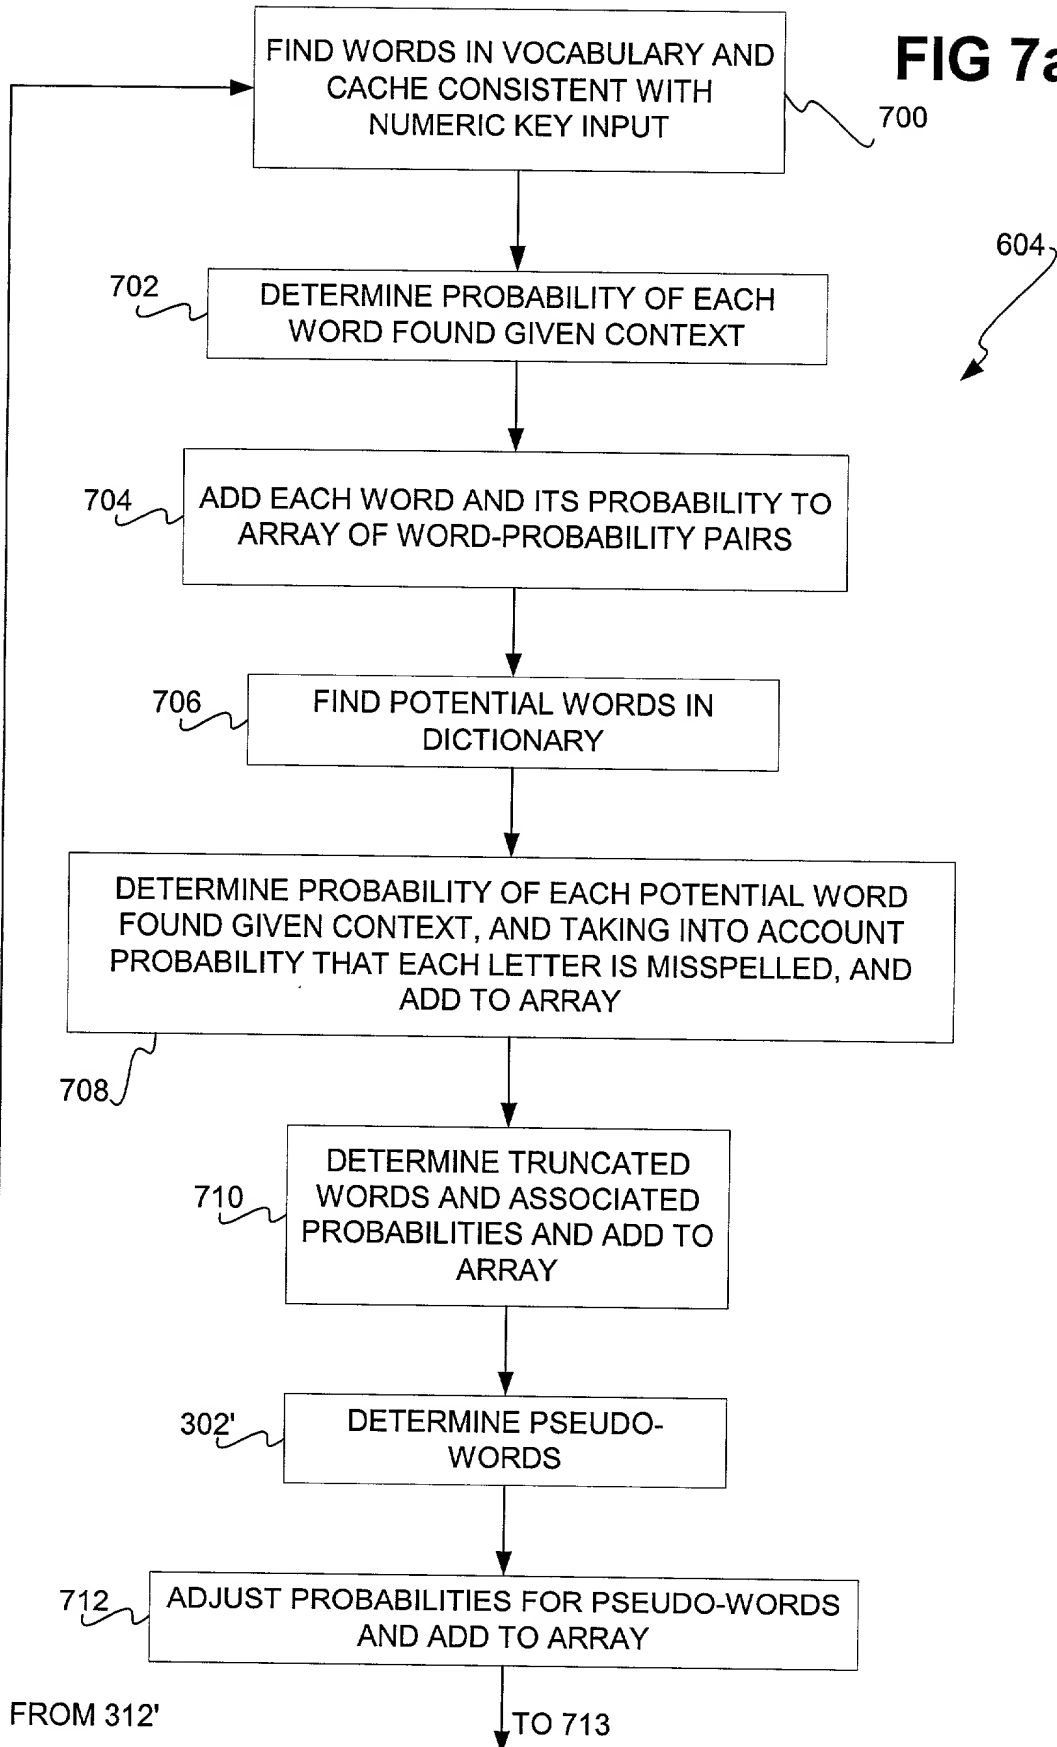 FIG 7a
FIND WORDS IN VOCABULARY AND
CACHE CONSISTENT WITH
NUMERIC KEY INPUT
700
604
702
DETERMINE PROBABILITY OF EACH
WORD FOUND GIVEN CONTEXT
704
ADD EACH WORD AND ITS PROBABILITY TO
ARRAY OF WORD-PROBABILITY PAIRS
706
FIND POTENTIAL WORDS IN
DICTIONARY
DETERMINE PROBABILITY OF EACH POTENTIAL WORD
FOUND GIVEN CONTEXT, AND TAKING INTO ACCOUNT
PROBABILITY THAT EACH LETTER IS MISSPELLED, AND
ADD TO ARRAY
708
710
DETERMINE TRUNCATED
WORDS AND ASSOCIATED
PROBABILITIES AND ADD TO
ARRAY
302'
DETERMINE PSEUDO-
WORDS
712
ADJUST PROBABILITIES FOR PSEUDO-WORDS
AND ADD TO ARRAY
FROM 312'
TO 713